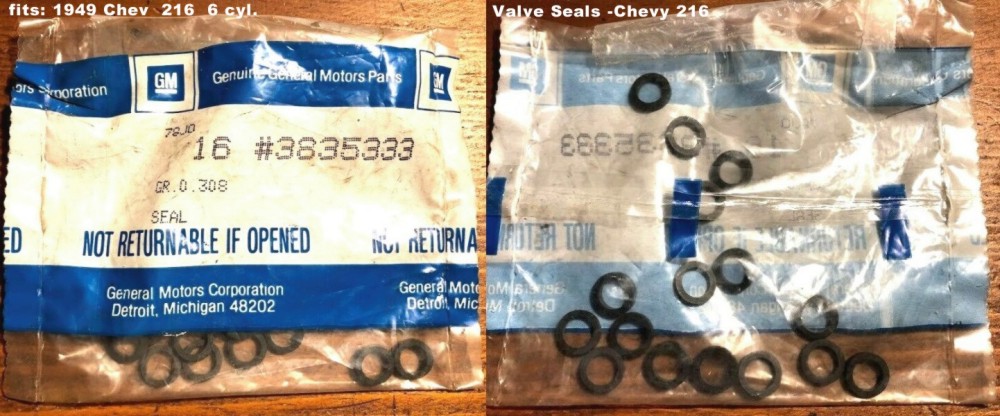 fits: 1949 Chev 216 6 cyl.
Valve Seals -Chevy 216
ors Corporation
GM
Genuine General Motors Parts
GM
79JD
16 #3835333
GR.0.308
SEAL
ED
NOT RETURNABLE IF OPENED
NOT RETURNA
General Motors Corporation
Detroit, Michigan 48202
General Moto
Detroit, Mic